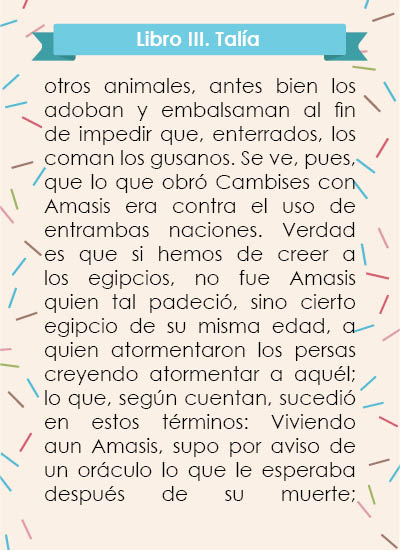 Libro III. Talía
otros animales, antes bien los
adoban y embalsaman al fin
de impedir que, enterrados, los
coman los gusanos. Se ve, pues,
que lo que obró Cambises con
Amasis era contra el uso de
entrambas naciones. Verdad
es que si hemos de creer a
los egipcios, no fue Amasis
quien tal padeció, sino cierto
egipcio de su misma edad, a
quien atormentaron los persas
creyendo atormentar a aquél;
lo que, según cuentan, sucedió
en estos términos: Viviendo
aun Amasis, supo por aviso de
un oráculo lo que le esperaba
después de su muerte;